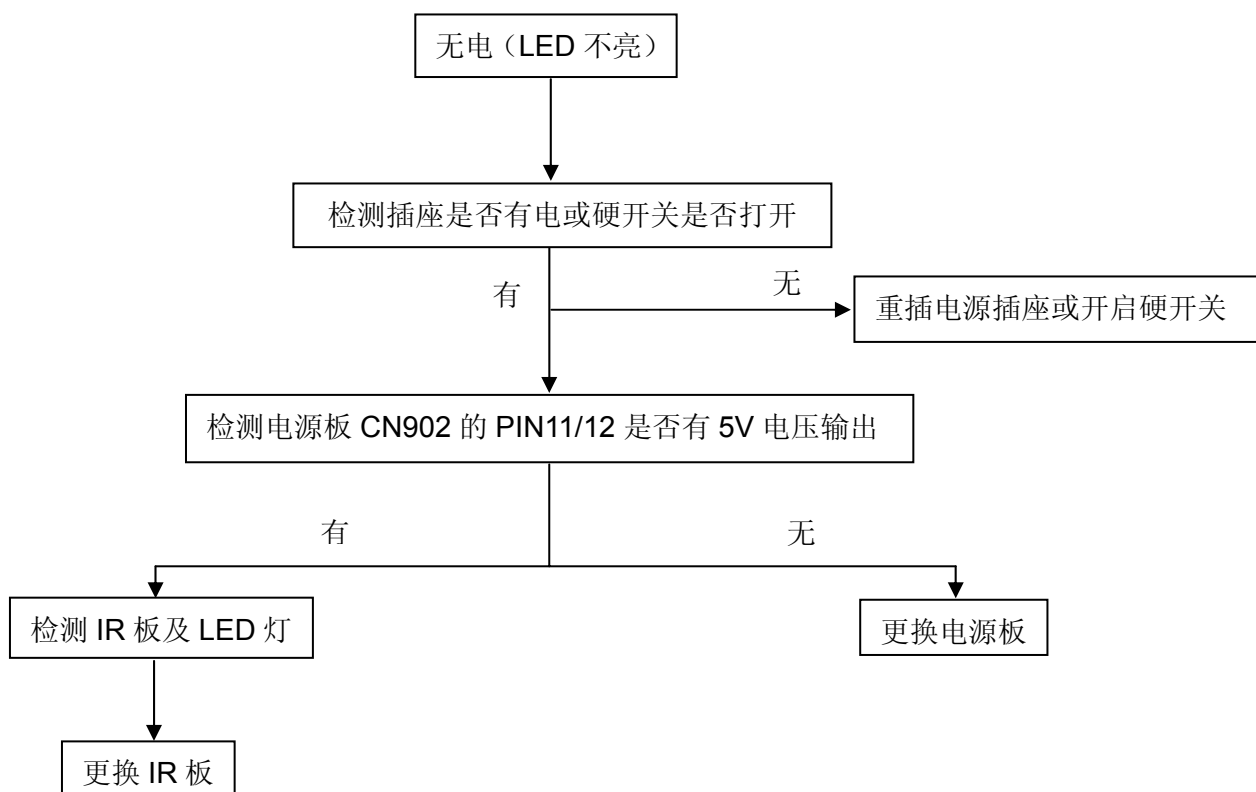 无电（LED 不亮）
检测插座是否有电或硬开关是否打开
有
无
重插电源插座或开启硬开关
检测电源板 CN902 的 PIN11/12 是否有 5V 电压输出
有
无
检测 IR 板及 LED 灯
更换电源板
更换 IR 板